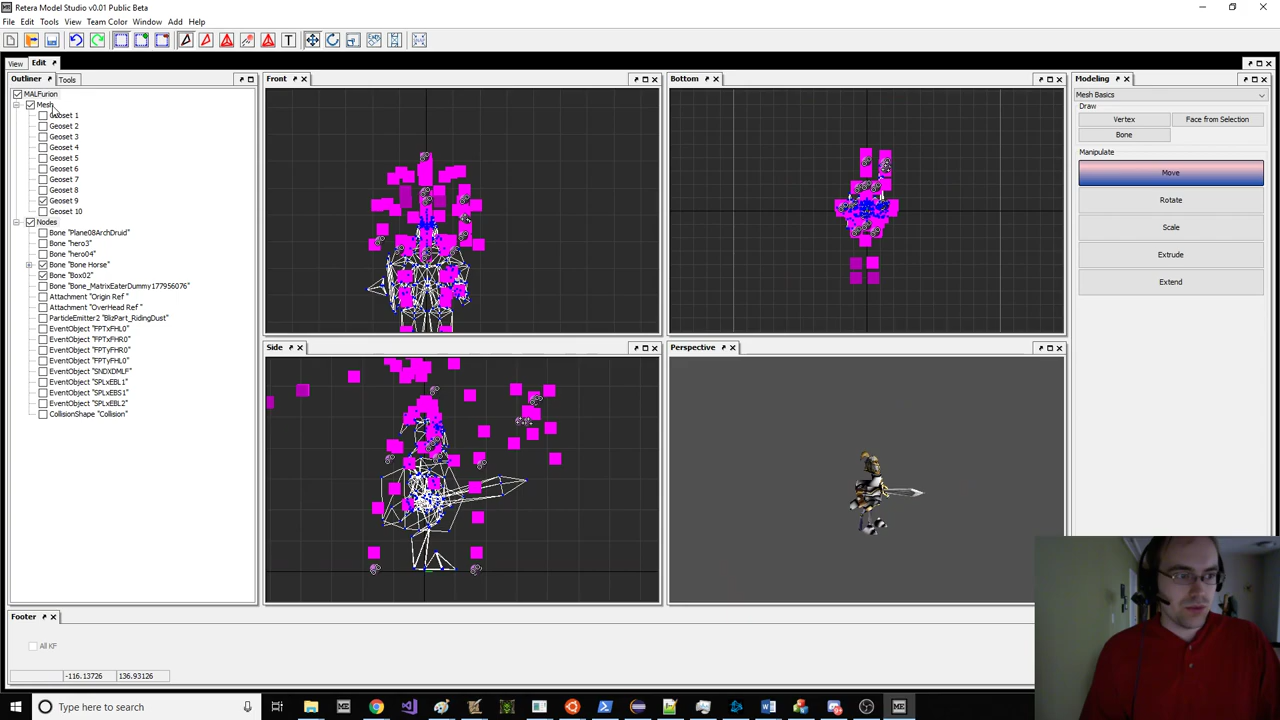 Retera Model Studio v0.01 Public Beta
File Edit Tools View Team Color Window Add Help
View Edit
Outliner Tools
MALFurion
Mesh
Geoset 1
Geoset 2
Geoset 3
Geoset 4
Geoset 5
Geoset 6
Geoset 7
Geoset 8
Geoset 9
Geoset 10
Nodes
Bone "Plane08ArchDruid"
Bone "hero3"
Bone "hero04"
Bone "Bone Horse"
Bone "Box02"
Bone "Bone_MatrixEaterDummy177956076"
Attachment "Origin Ref "
Attachment "OverHead Ref "
ParticleEmitter2 "BlizPart_RidingDust"
EventObject "FPTxFHL0"
EventObject "FPTxFHR0"
EventObject "FPTyFHR0"
EventObject "FPTyFHL0"
EventObject "SNDXDMLF"
EventObject "SPLxEBL1"
EventObject "SPLxEBS1"
EventObject "SPLxEBL2"
CollisionShape "Collision"
Front
Bottom
Side
Perspective
Modeling
Mesh Basics
Draw
Vertex
Face from Selection
Bone
Manipulate
Move
Rotate
Scale
Extrude
Extend
Footer
All KF
-116.13726
136.93126
Type here to search